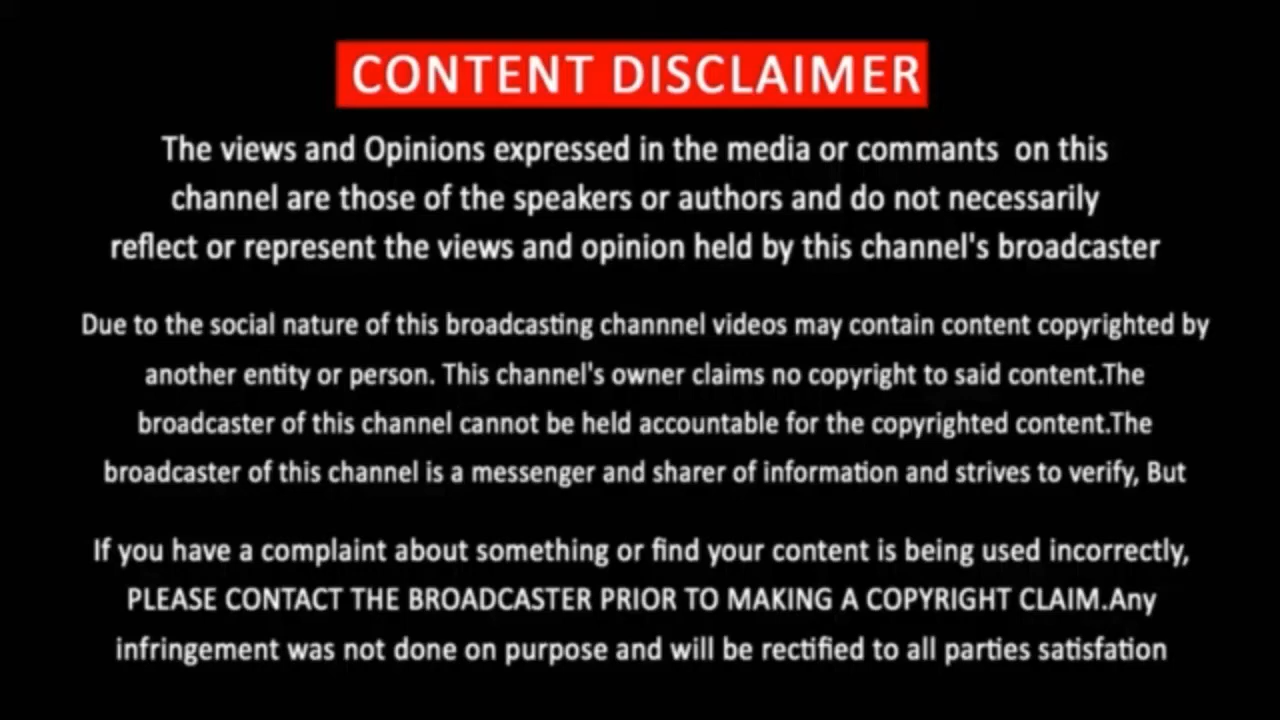 CONTENT DISCLAIMER
The views and Opinions expressed in the media or commants on this
channel are those of the speakers or authors and do not necessarily
reflect or represent the views and opinion held by this channel's broadcaster
Due to the social nature of this broadcasting channnel videos may contain content copyrighted by
another entity or person. This channel's owner claims no copyright to said content.The
broadcaster of this channel cannot be held accountable for the copyrighted content.The
broadcaster of this channel is a messenger and sharer of information and strives to verify, But
If you have a complaint about something or find your content is being used incorrectly,
PLEASE CONTACT THE BROADCASTER PRIOR TO MAKING A COPYRIGHT CLAIM.Any
infringement was not done on purpose and will be rectified to all parties satisfation